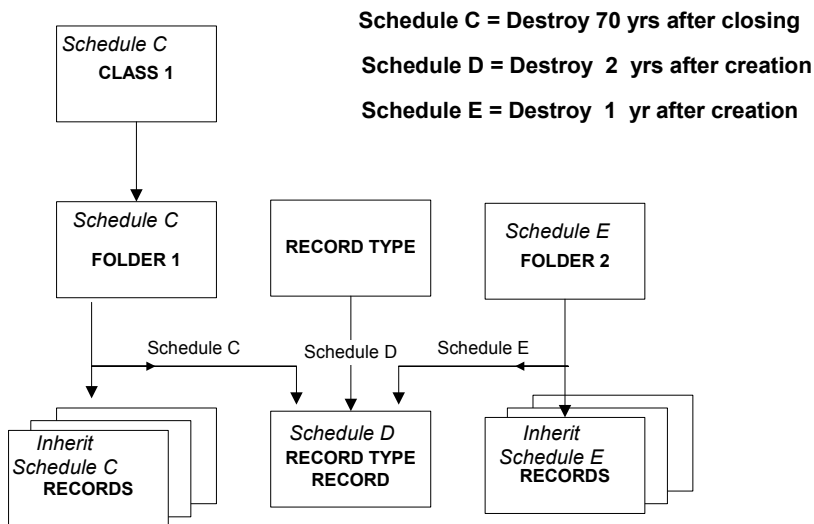 Schedule C = Destroy 70 yrs after closing
Schedule D = Destroy 2 yrs after creation
Schedule E = Destroy 1 yr after creation
Schedule C
CLASS 1
Schedule C
FOLDER 1
RECORD TYPE
Schedule E
FOLDER 2
Schedule C
Schedule D
Schedule E
Inherit
Schedule C
RECORDS
Schedule D
RECORD TYPE
RECORD
Inherit
Schedule E
RECORDS